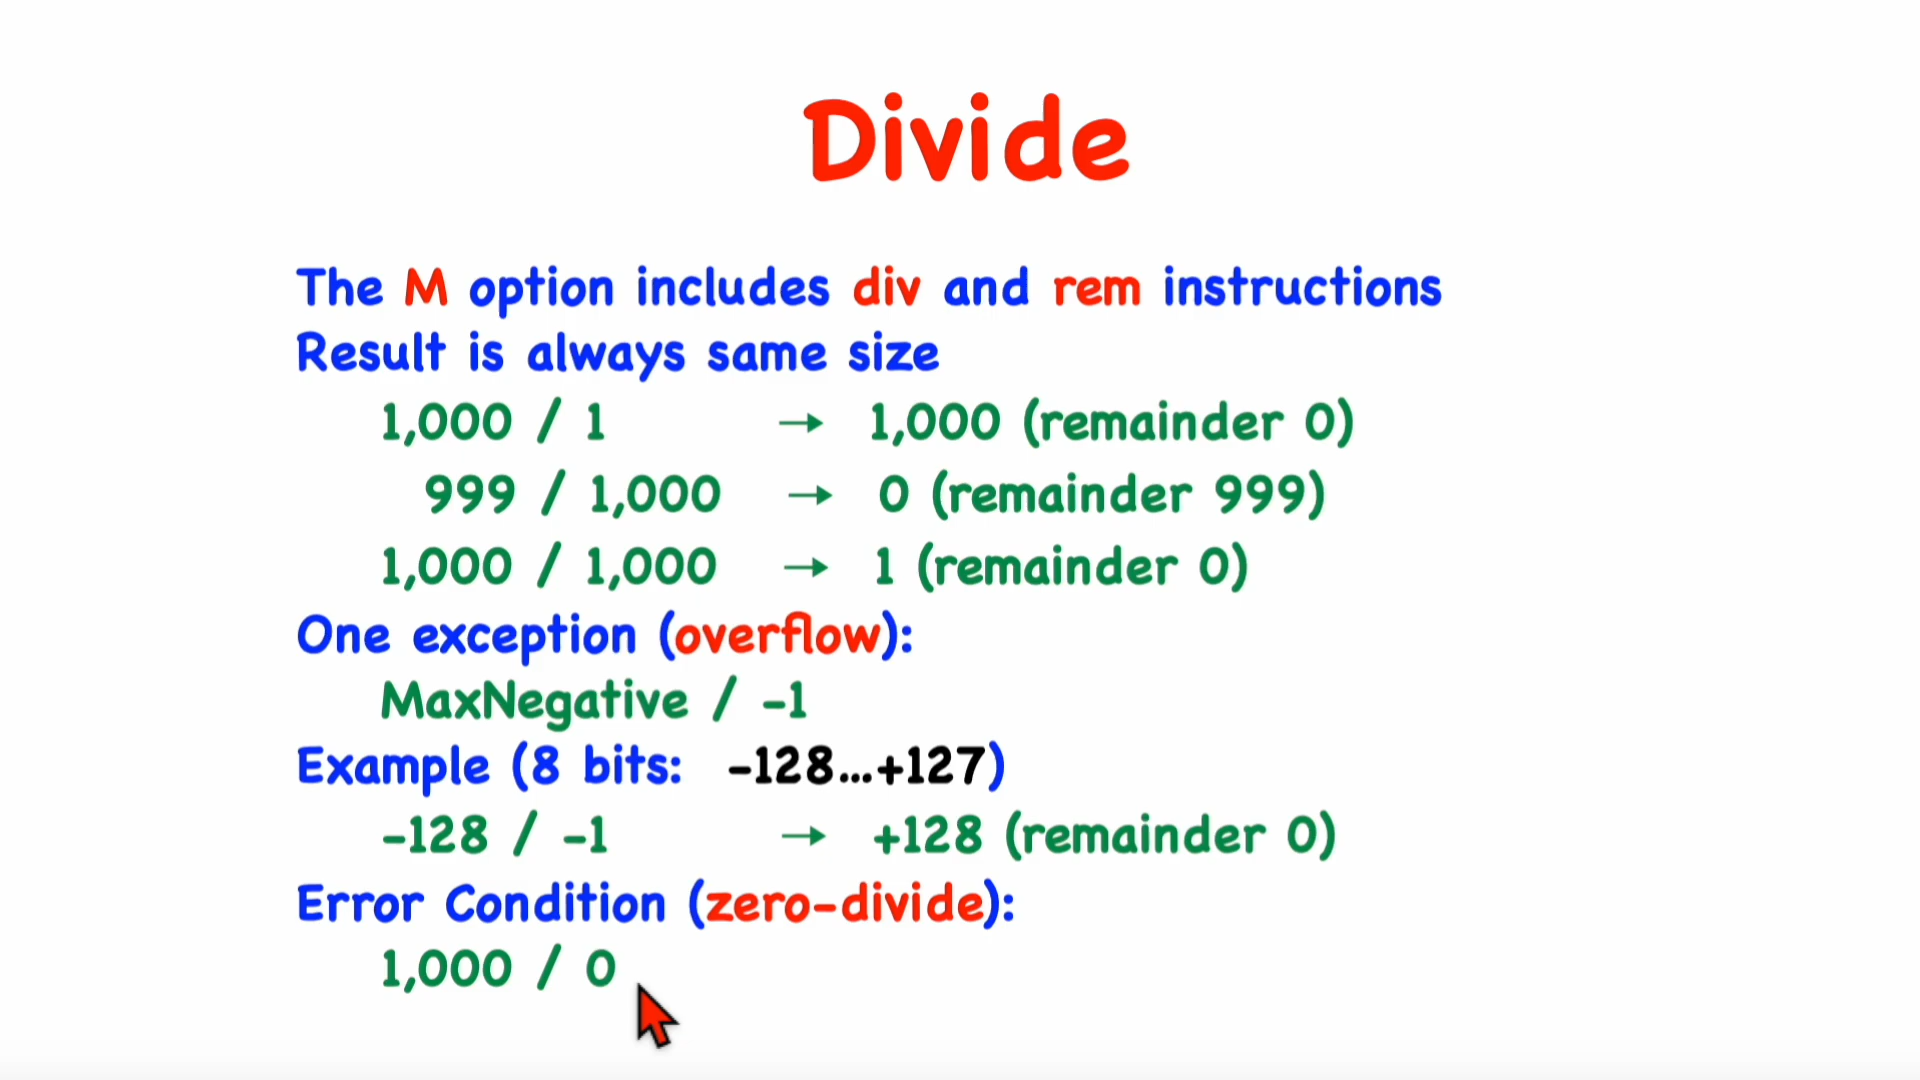 Divide
The M option includes div and rem instructions
Result is always same size
1,000 / 1 → 1,000 (remainder 0)
999 / 1,000 → 0 (remainder 999)
1,000 / 1,000 → 1 (remainder 0)
One exception (overflow):
MaxNegative / -1
Example (8 bits: -128...+127)
-128 / -1 → +128 (remainder 0)
Error Condition (zero-divide):
1,000 / 0